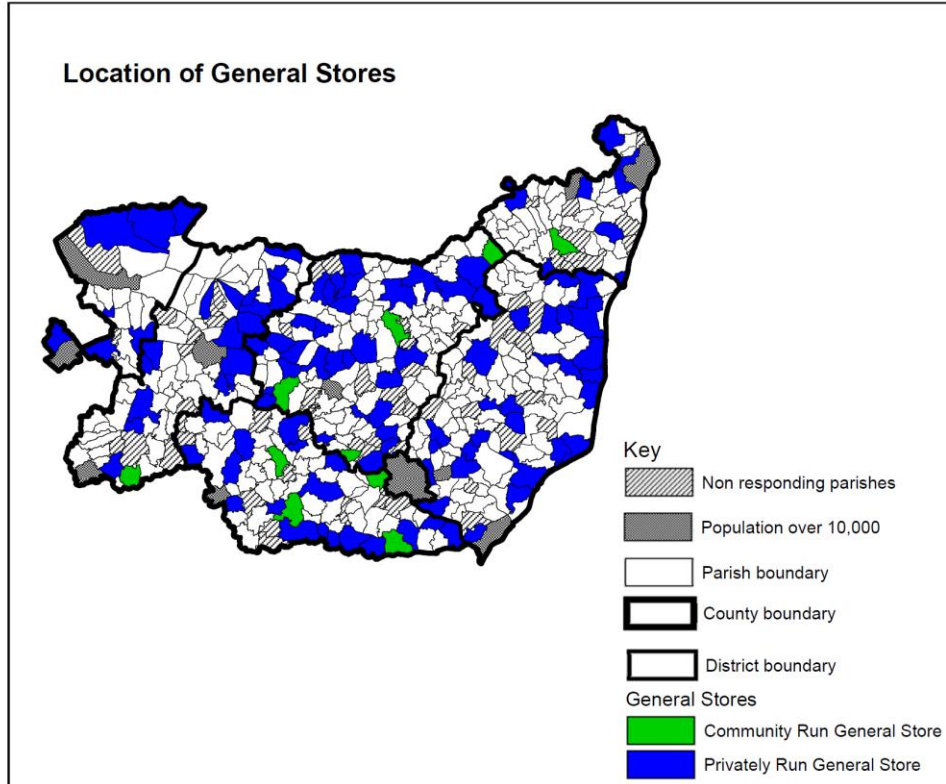 Location of General Stores
Key
Non responding parishes
Population over 10,000
Parish boundary
County boundary
District boundary
General Stores
Community Run General Store
Privately Run General Store